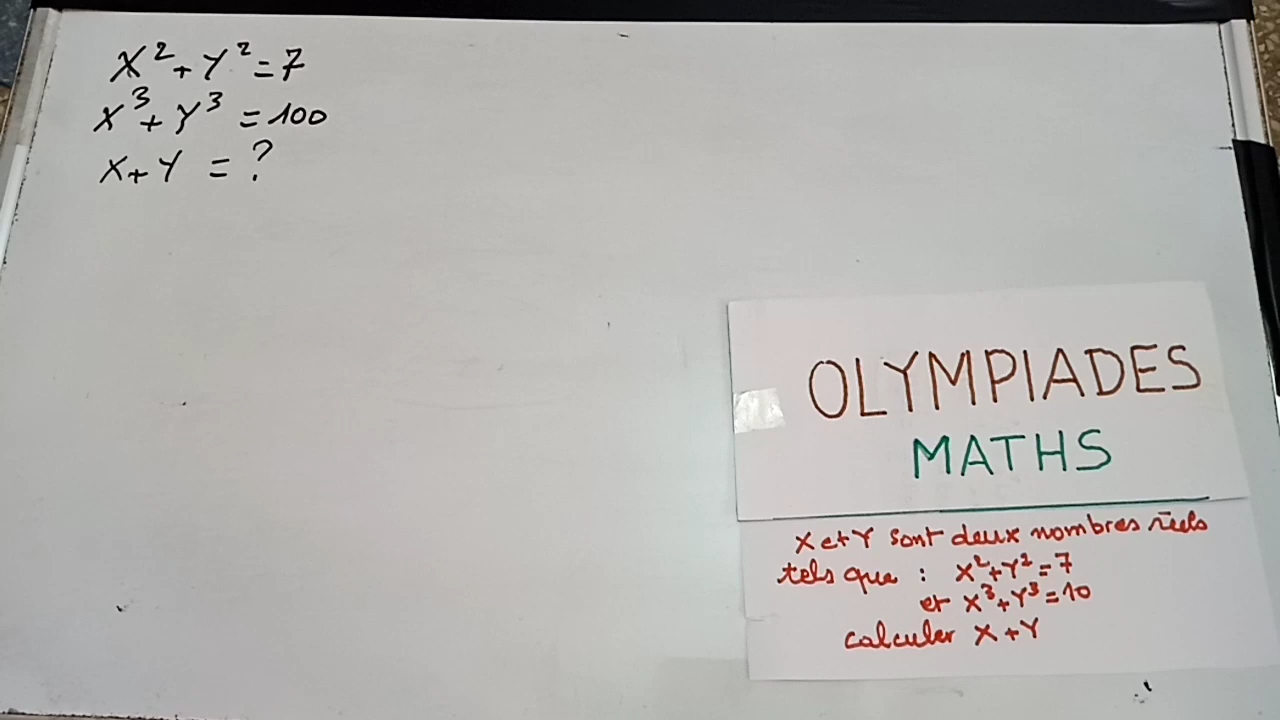 X² + Y² = 7
X³ + Y³ = 100
X + Y = ?
OLYMPIADES
MATHS
X et Y sont deux nombres réels
tels que : X² + Y² = 7
et X³ + Y³ = 10
calculer X + Y